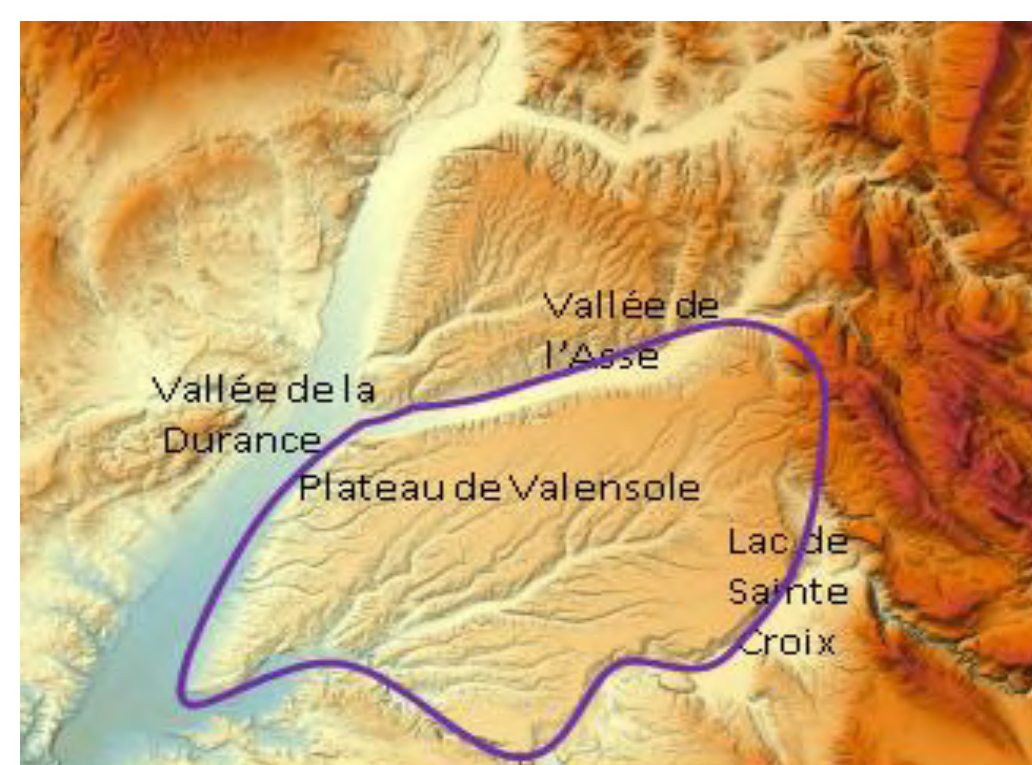 Vallée de
l'Asse
Vallée de la
Durance
Plateau de Valensole
Lac de
Sainte
Croix